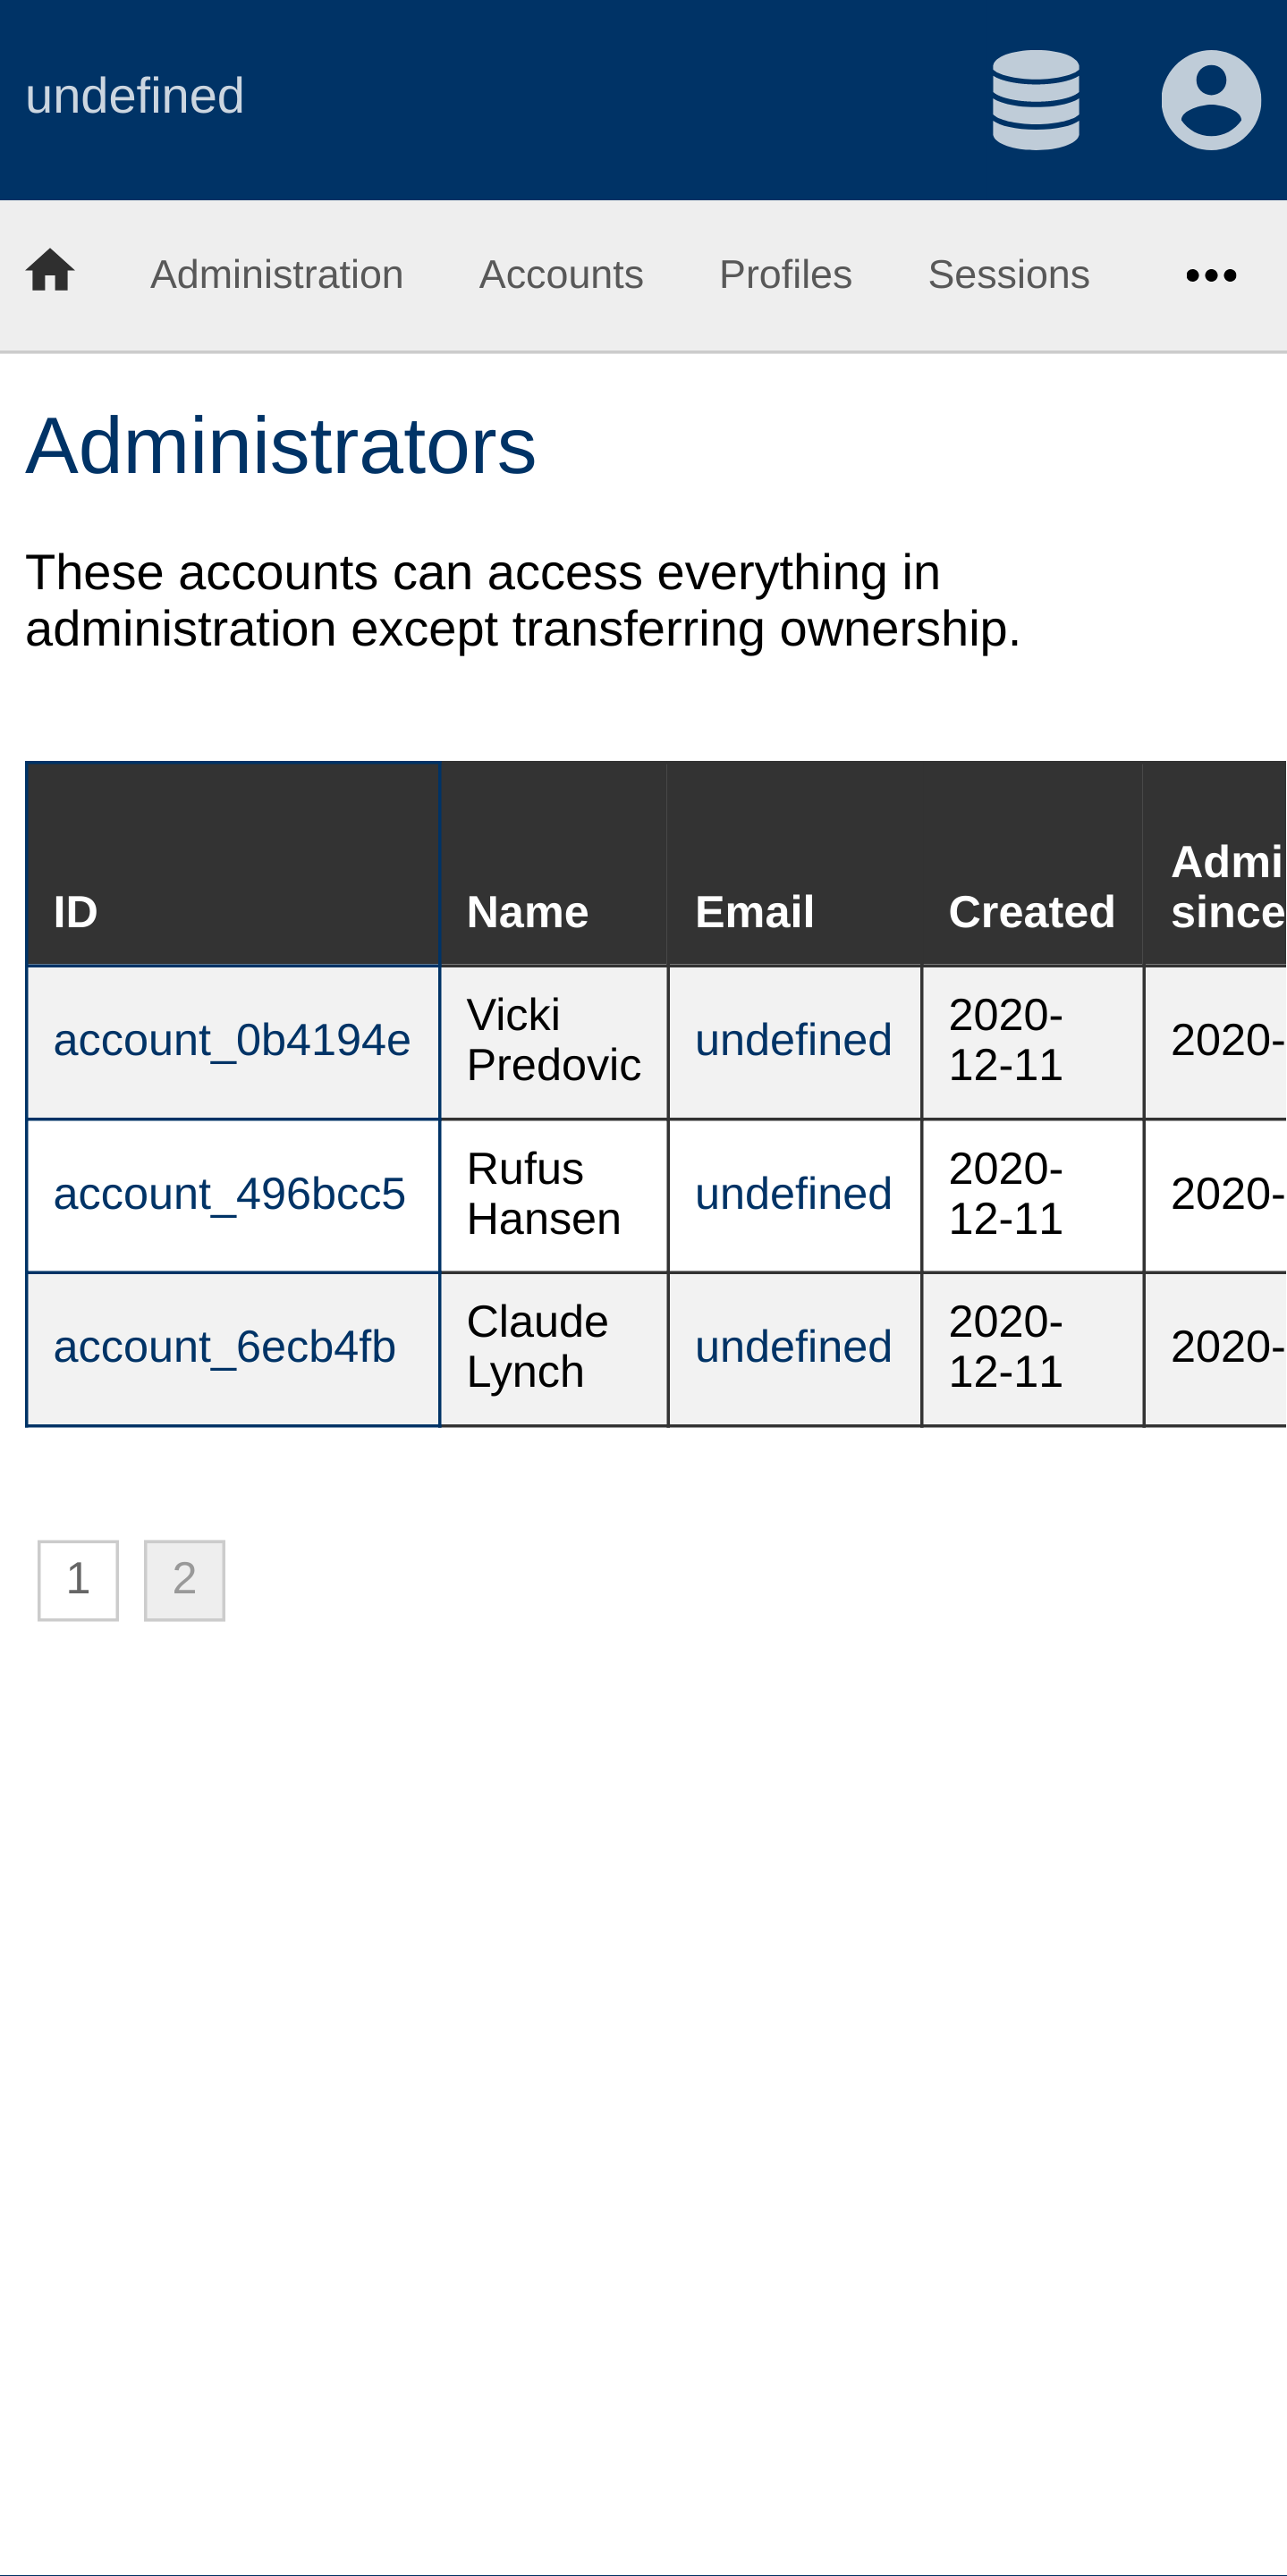 undefined
Administration Accounts Profiles Sessions •••
Administrators
These accounts can access everything in
administration except transferring ownership.
ID Name Email Created Admi
since
account_0b4194e Vicki Predovic undefined 2020-12-11 2020-
account_496bcc5 Rufus Hansen undefined 2020-12-11 2020-
account_6ecb4fb Claude Lynch undefined 2020-12-11 2020-
1 2